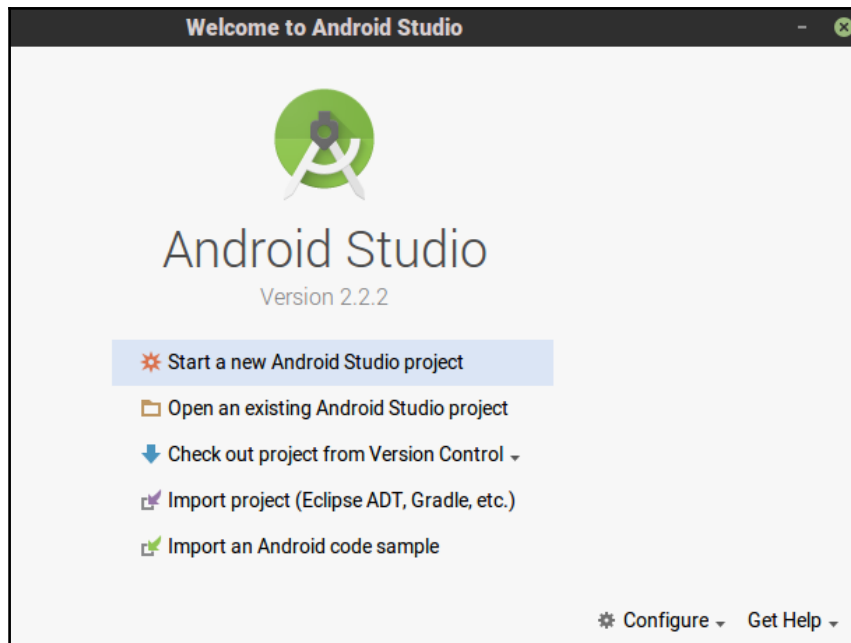 Welcome to Android Studio
Android Studio
Version 2.2.2
Start a new Android Studio project
Open an existing Android Studio project
Check out project from Version Control
Import project (Eclipse ADT, Gradle, etc.)
Import an Android code sample
Configure Get Help